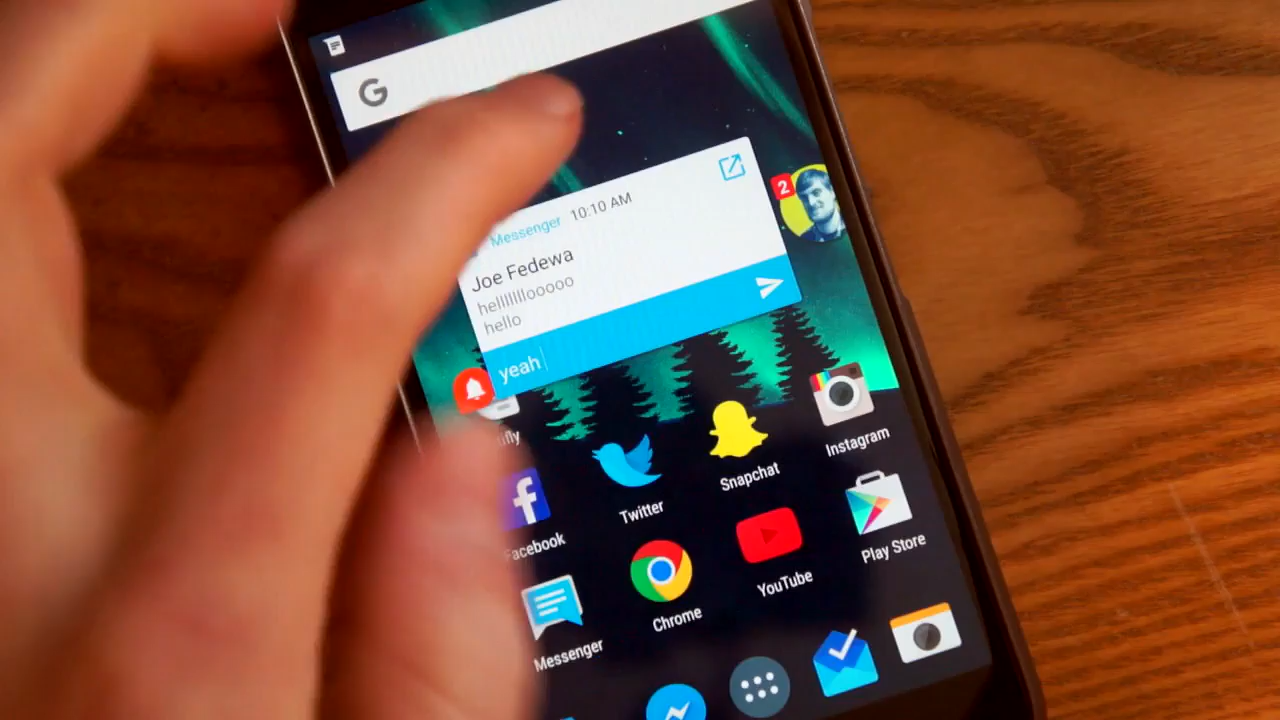 G
2
Messenger 10:10 AM
Joe Fedewa
hellllllooooo
hello
yeah
Instagram
Snapchat
Twitter
Facebook
Play Store
YouTube
Chrome
Messenger